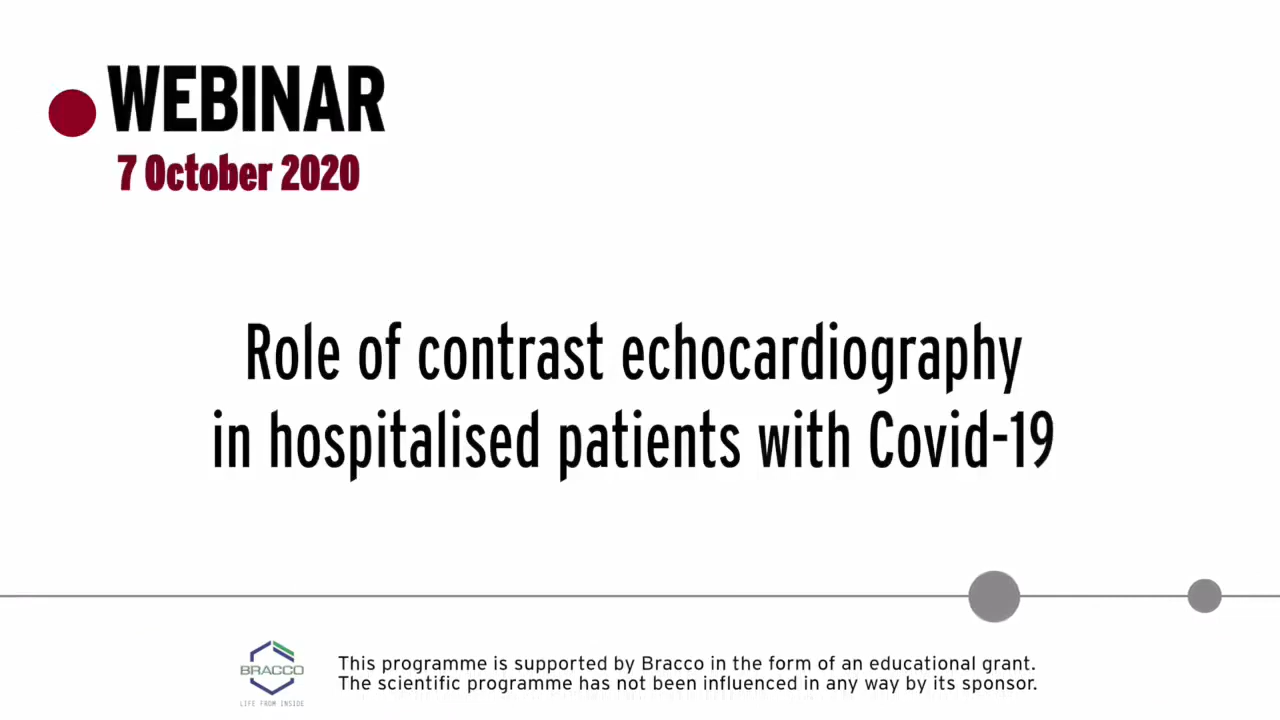 WEBINAR
7 October 2020
Role of contrast echocardiography
in hospitalised patients with Covid-19
BRACCO
LIFE FROM INSIDE
This programme is supported by Bracco in the form of an educational grant.
The scientific programme has not been influenced in any way by its sponsor.